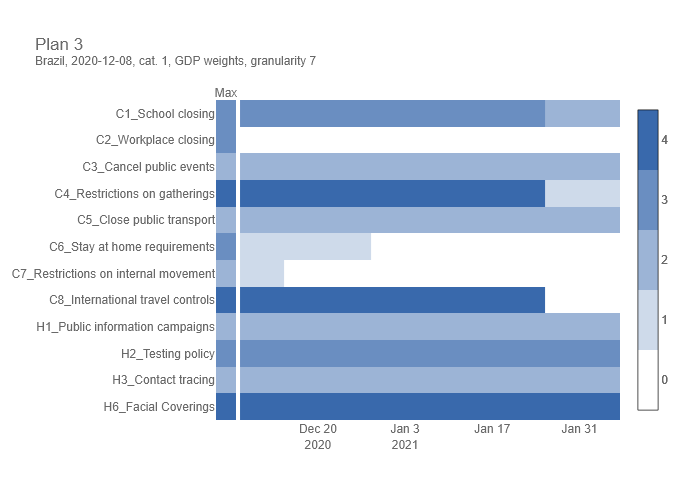 Plan 3
Brazil, 2020-12-08, cat. 1, GDP weights, granularity 7
Max
C1_School closing
C2_Workplace closing
C3_Cancel public events
C4_Restrictions on gatherings
C5_Close public transport
C6_Stay at home requirements
C7_Restrictions on internal movement
C8_International travel controls
H1_Public information campaigns
H2_Testing policy
H3_Contact tracing
H6_Facial Coverings
Dec 20 Jan 3 Jan 17 Jan 31
2020 2021
4
3
2
1
0